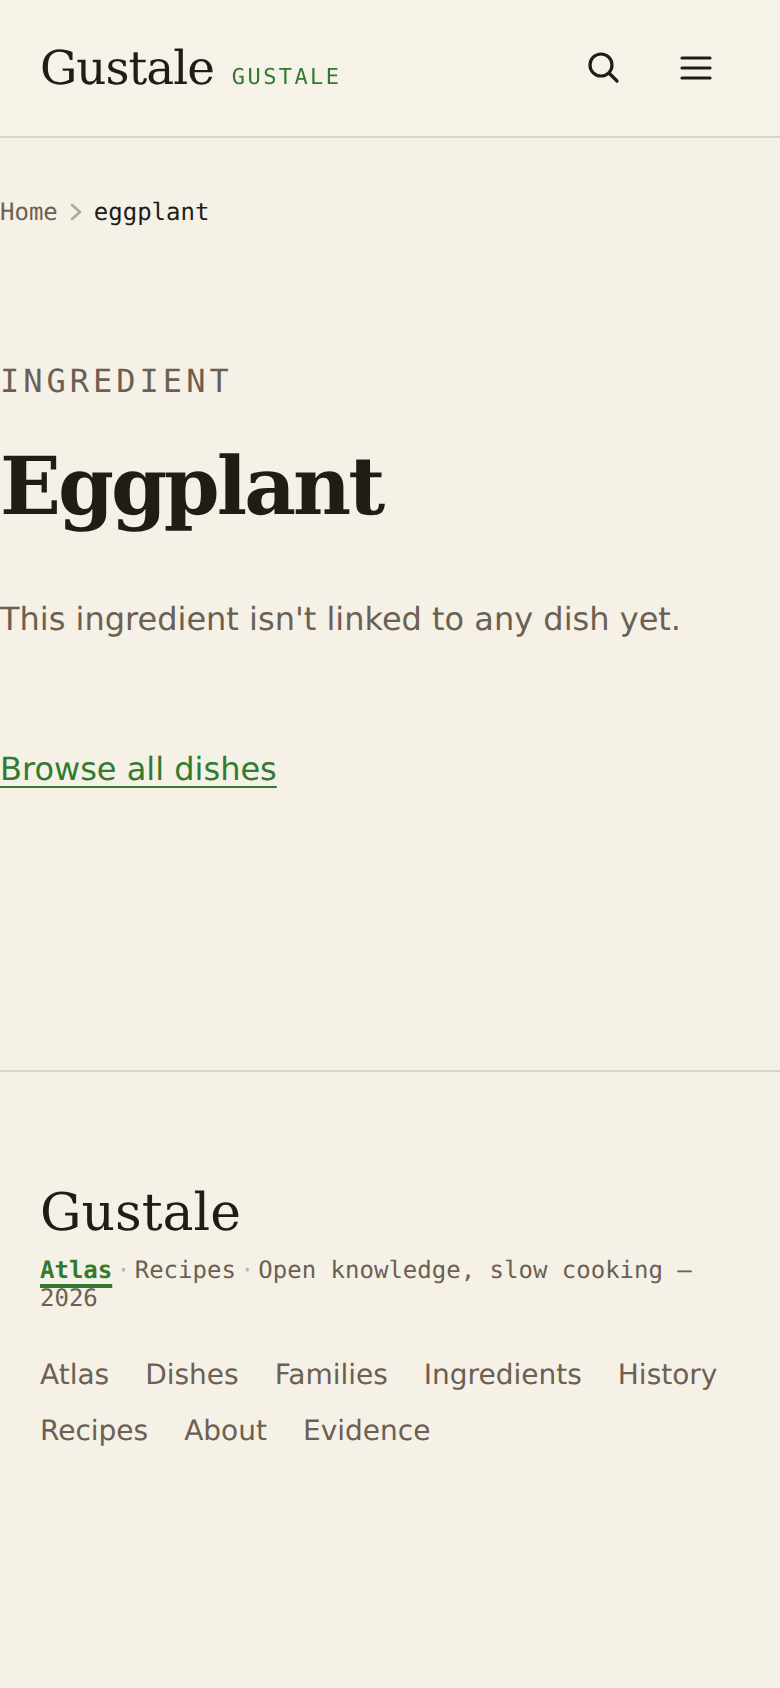 Gustale GUSTALE
Home > eggplant
INGREDIENT
Eggplant
This ingredient isn't linked to any dish yet.
Browse all dishes
Gustale
Atlas · Recipes · Open knowledge, slow cooking —
2026
Atlas Dishes Families Ingredients History
Recipes About Evidence